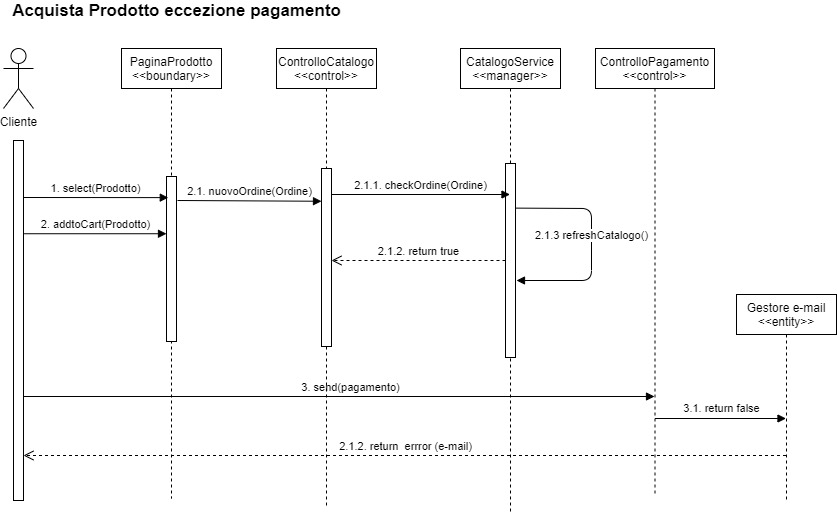 Acquista Prodotto eccezione pagamento
PaginaProdotto
<<boundary>>
ControlloCatalogo
<<control>>
CatalogoService
<<manager>>
ControlloPagamento
<<control>>
Cliente
1. select(Prodotto)
2.1. nuovoOrdine(Ordine)
2.1.1. checkOrdine(Ordine)
2. addtoCart(Prodotto)
2.1.3 refreshCatalogo()
2.1.2. return true
Gestore e-mail
<<entity>>
3. send(pagamento)
3.1. return false
2.1.2. return errror (e-mail)